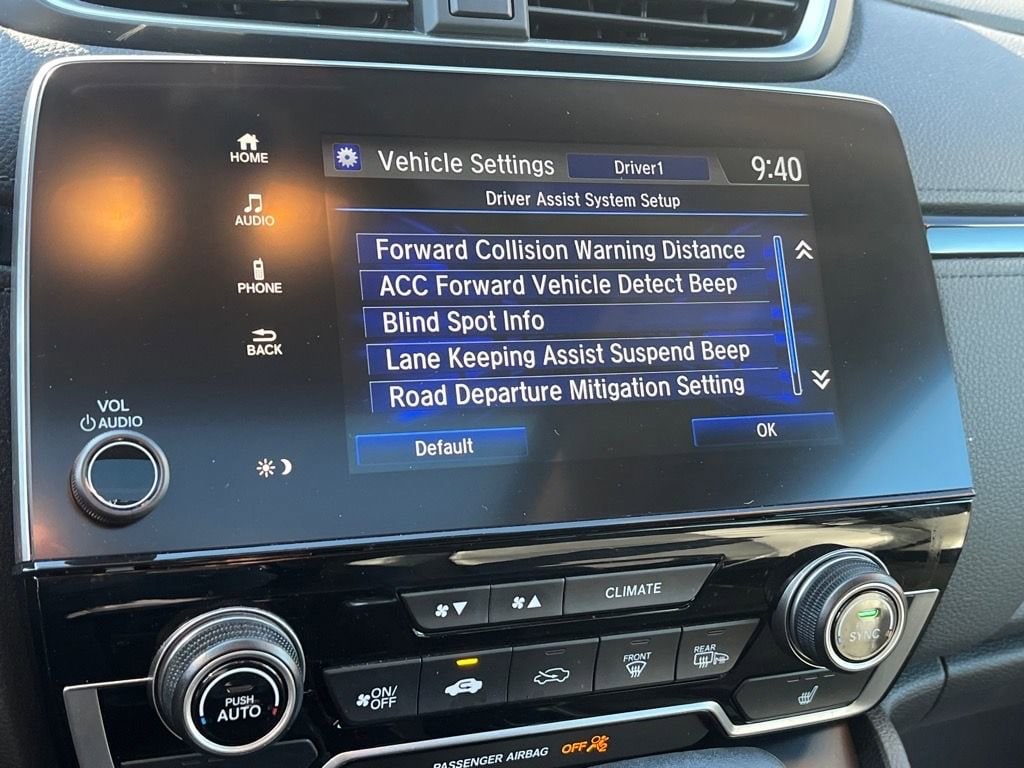 HOME
Vehicle Settings
Driver1
9:40
Driver Assist System Setup
AUDIO
Forward Collision Warning Distance
PHONE
ACC Forward Vehicle Detect Beep
Blind Spot Info
BACK
Lane Keeping Assist Suspend Beep
Road Departure Mitigation Setting
VOL
AUDIO
Default
OK
CLIMATE
SYNC
FRONT
REAR
ON/
OFF
PUSH
AUTO
PASSENGER AIRBAG OFF